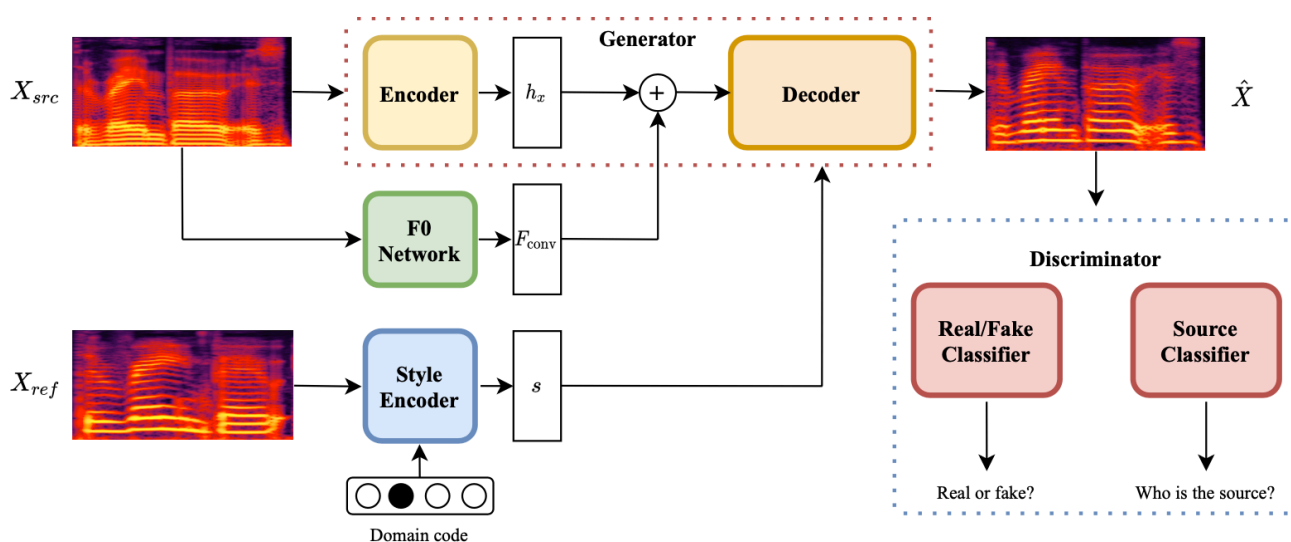 Generator
X_src
Encoder
h_x
+
Decoder
X̂
F0
Network
F_conv
Discriminator
Real/Fake
Classifier
Source
Classifier
X_ref
Style
Encoder
s
Real or fake?
Who is the source?
Domain code